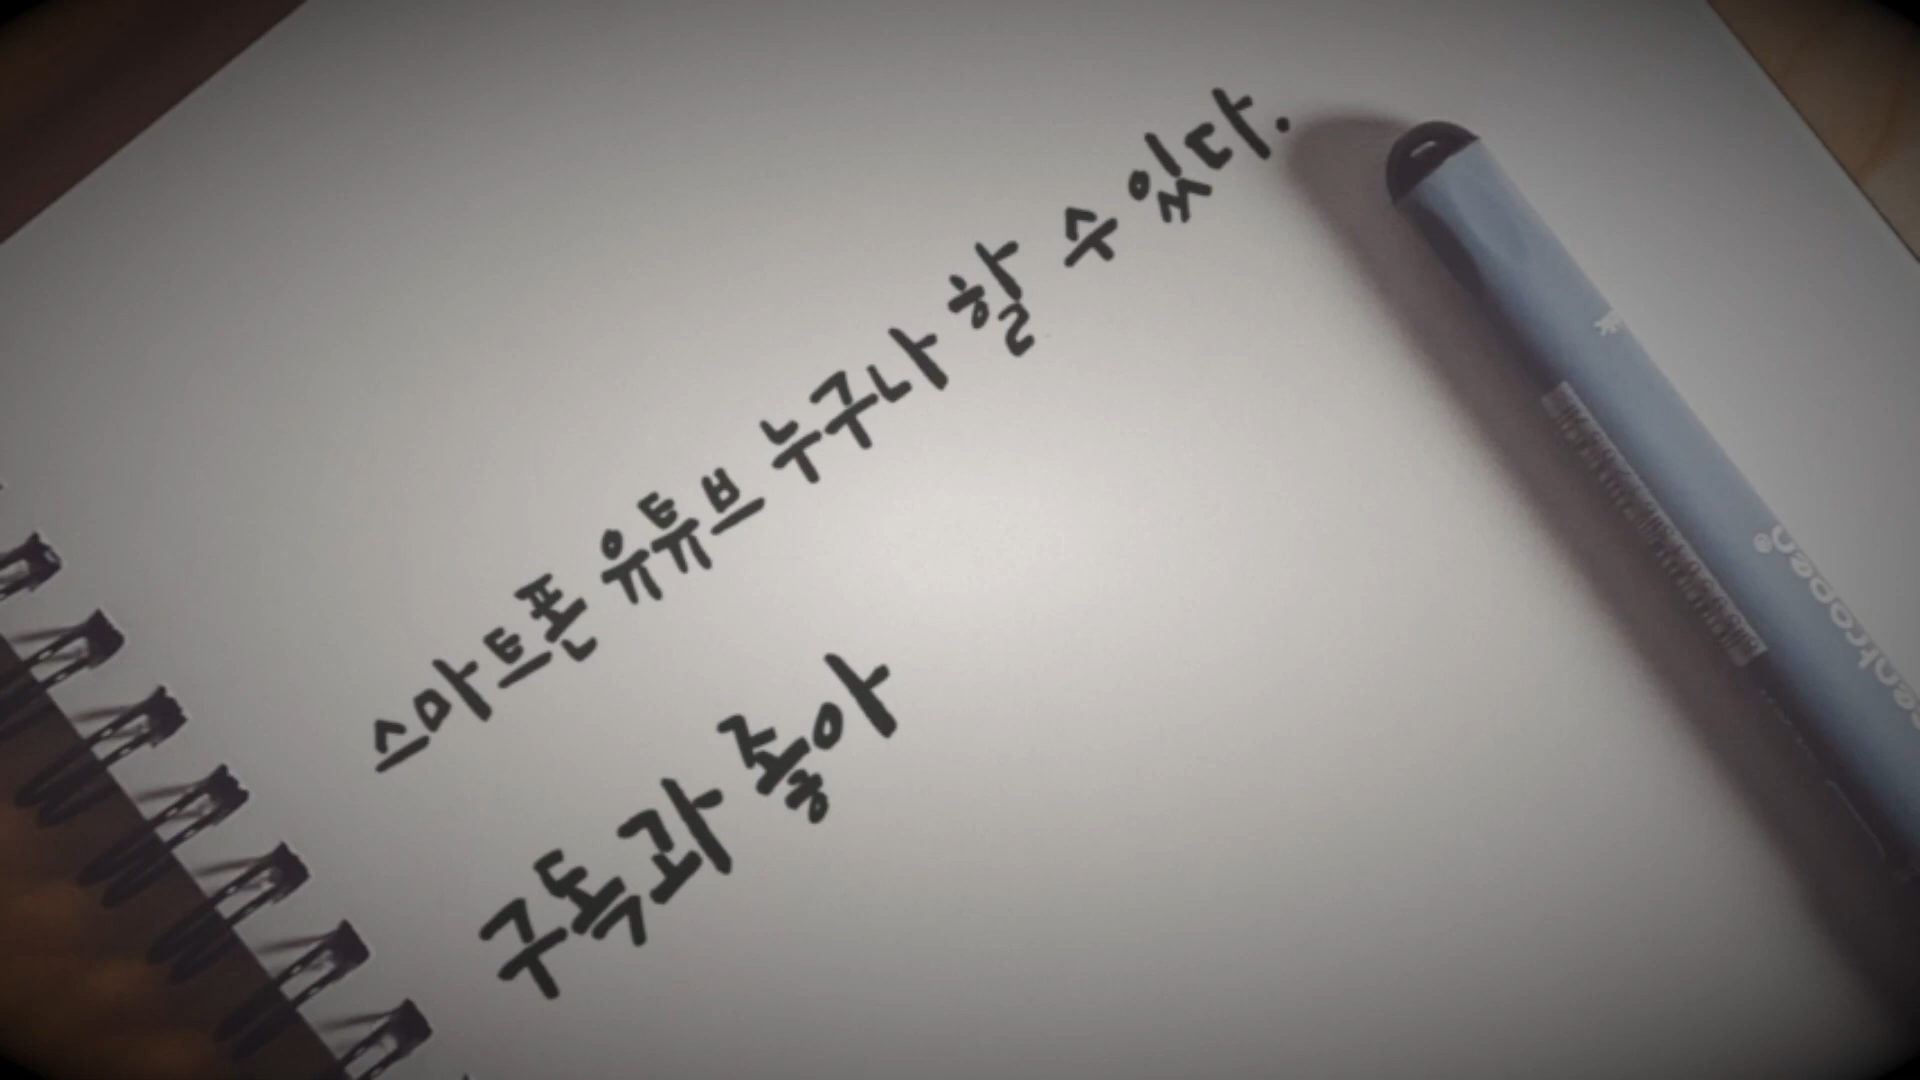 스마트폰 유튜브 누구나 할 수 있다.
구독과 좋아
entropen®